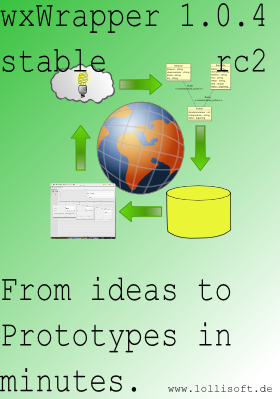 wxWrapper 1.0.4
stable rc2
From ideas to
Prototypes in
minutes.
www.lollisoft.de